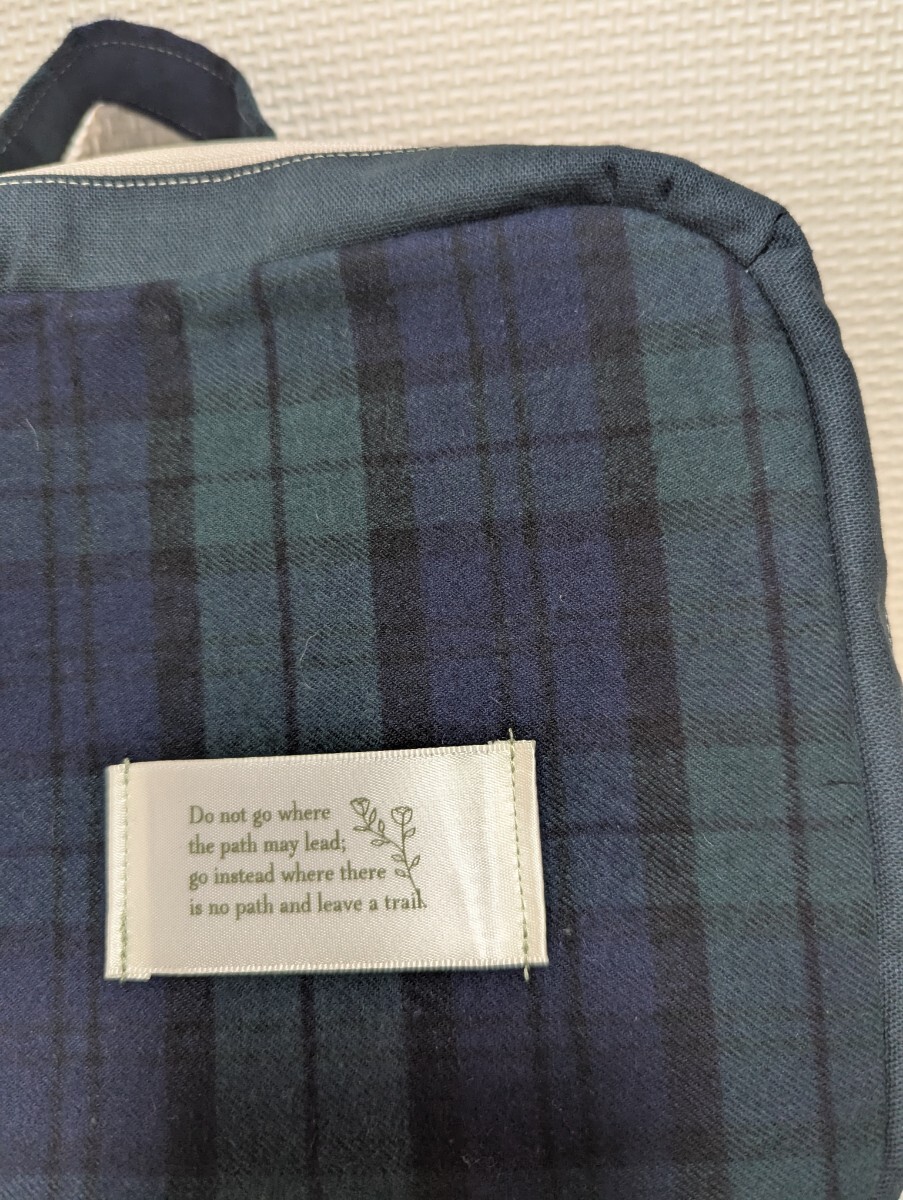 Do not go where
the path may lead;
go instead where there
is no path and leave a trail.